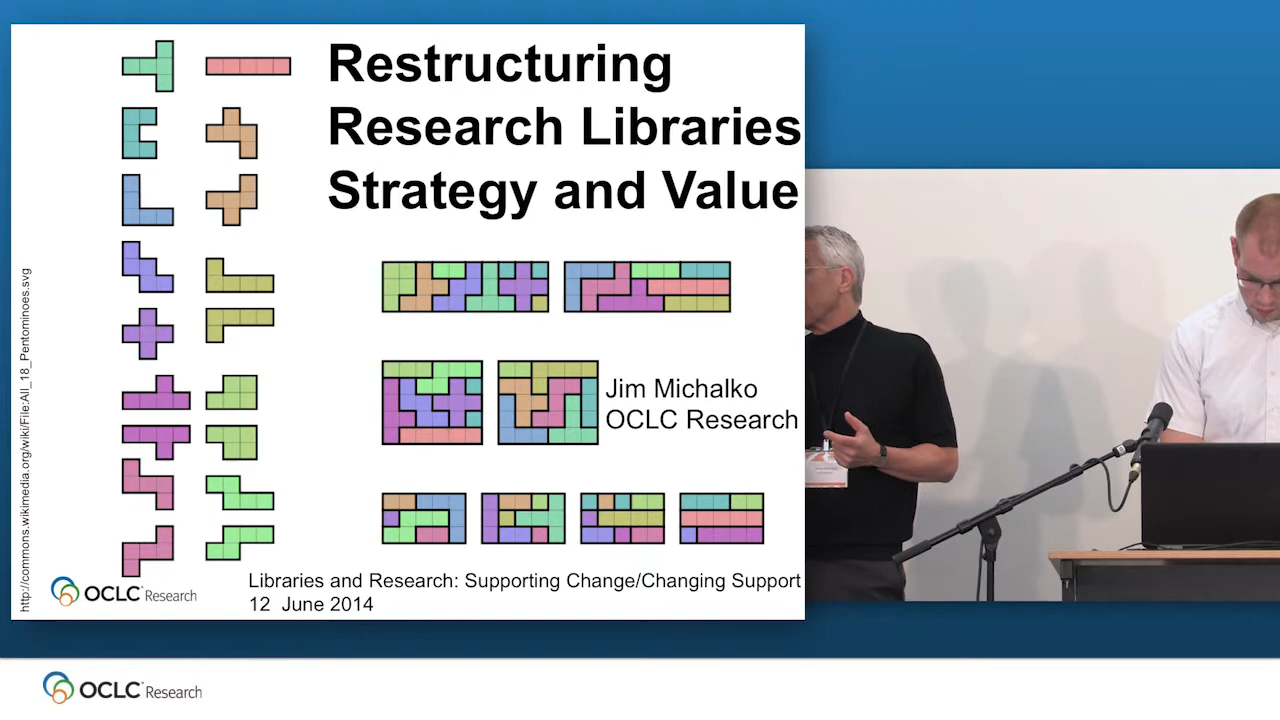 Restructuring
Research Libraries
Strategy and Value
Jim Michalko
OCLC Research
http://commons.wikimedia.org/wiki/File:All_18_Pentominoes.svg
OCLC Research
Libraries and Research: Supporting Change/Changing Support
12 June 2014
OCLC Research